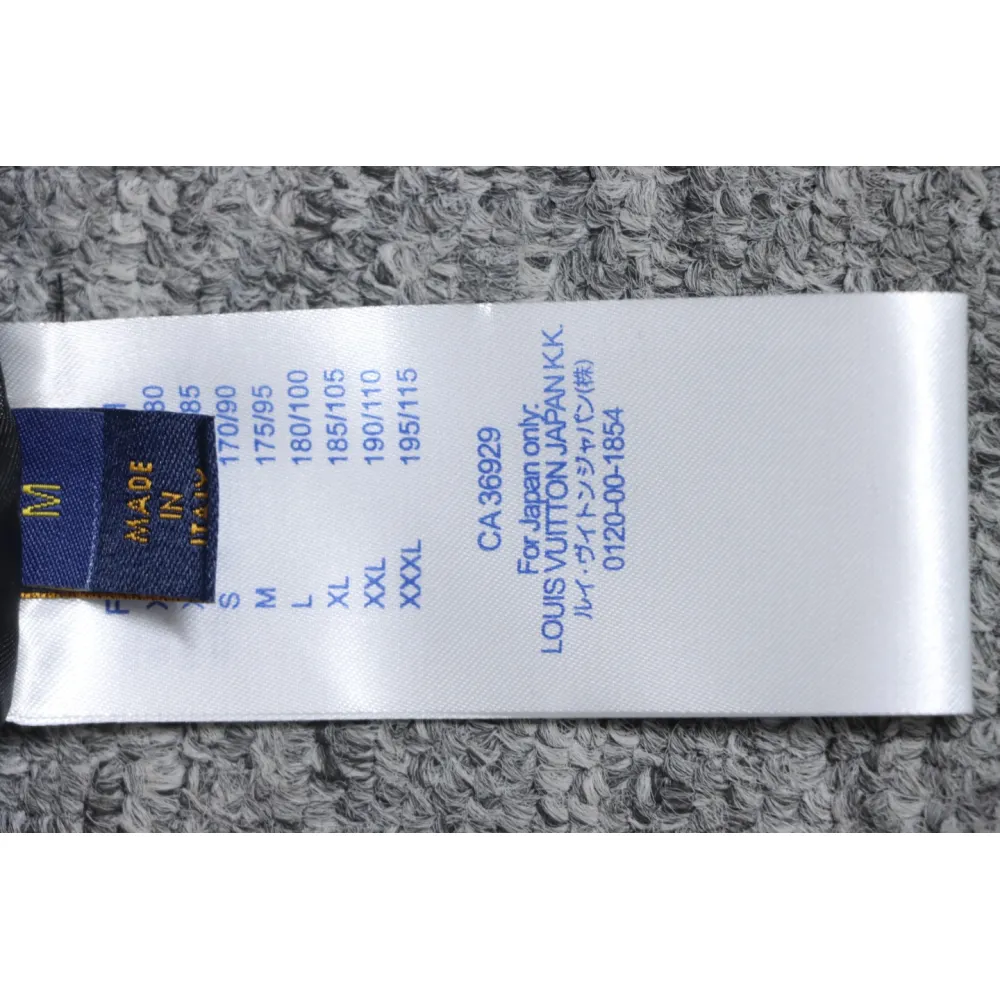 M
MADE
IN
80
85
S 170/90
M 175/95
L 180/100
XL 185/105
XXL 190/110
XXXL 195/115
CA 36929
For Japan only:
LOUIS VUITTON JAPAN K.K.
ルイ・ヴィトンジャパン(株)
0120-00-1854